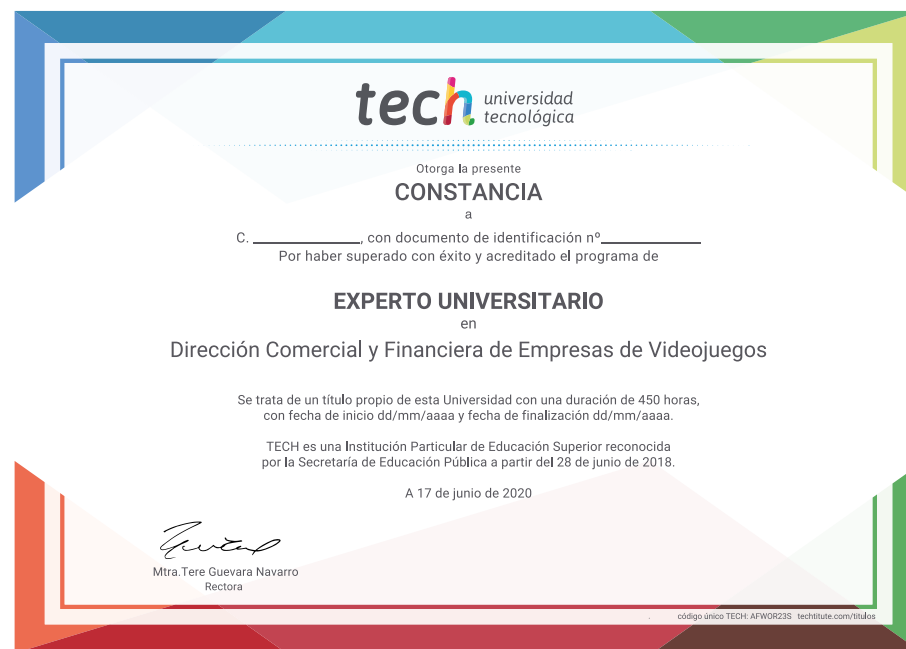 tech universidad
tecnológica
Otorga la presente
CONSTANCIA
a
C. ____________, con documento de identificación nº____________
Por haber superado con éxito y acreditado el programa de
EXPERTO UNIVERSITARIO
en
Dirección Comercial y Financiera de Empresas de Videojuegos
Se trata de un título propio de esta Universidad con una duración de 450 horas,
con fecha de inicio dd/mm/aaaa y fecha de finalización dd/mm/aaaa.
TECH es una Institución Particular de Educación Superior reconocida
por la Secretaría de Educación Pública a partir del 28 de junio de 2018.
A 17 de junio de 2020
Mtra.Tere Guevara Navarro
Rectora
código único TECH: AFWOR23S techtitute.com/titulos